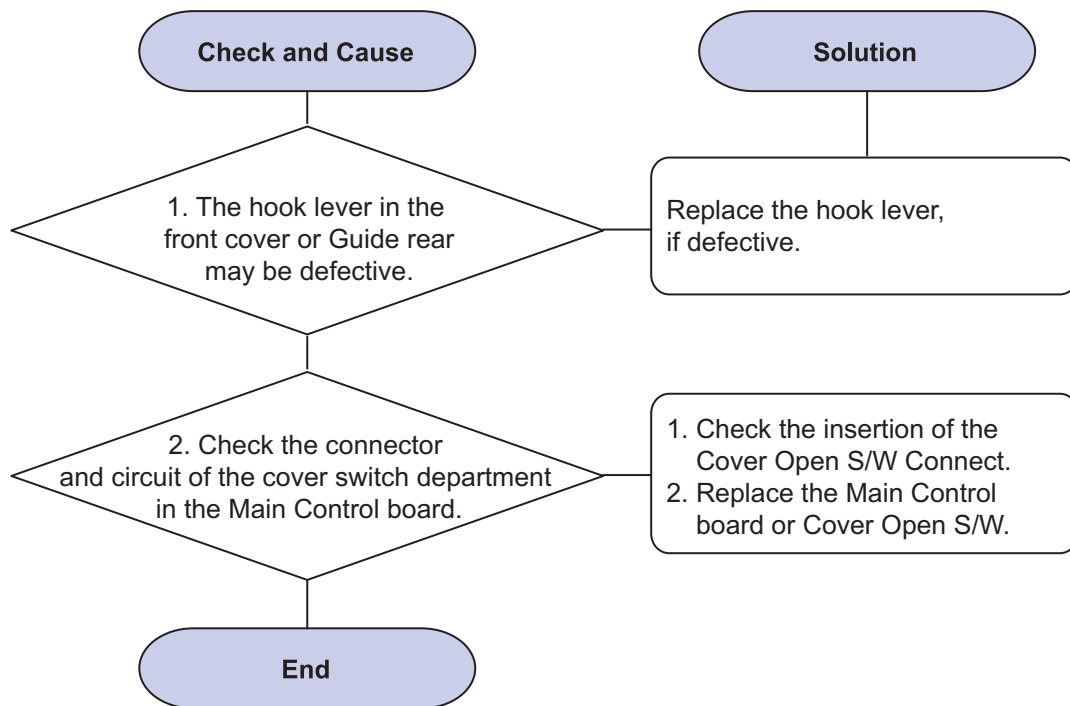 Check and Cause
Solution
1. The hook lever in the
front cover or Guide rear
may be defective.
Replace the hook lever,
if defective.
2. Check the connector
and circuit of the cover switch department
in the Main Control board.
1. Check the insertion of the
Cover Open S/W Connect.
2. Replace the Main Control
board or Cover Open S/W.
End